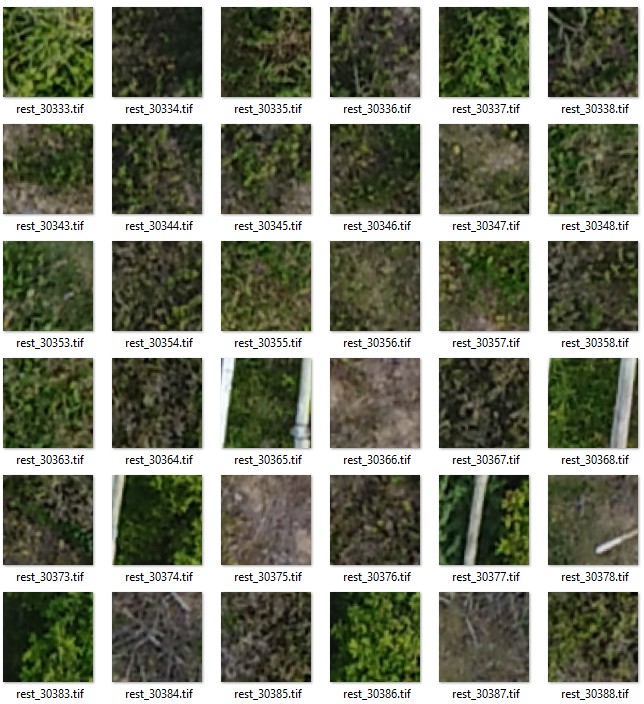 rest_30333.tif rest_30334.tif rest_30335.tif rest_30336.tif rest_30337.tif rest_30338.tif
rest_30343.tif rest_30344.tif rest_30345.tif rest_30346.tif rest_30347.tif rest_30348.tif
rest_30353.tif rest_30354.tif rest_30355.tif rest_30356.tif rest_30357.tif rest_30358.tif
rest_30363.tif rest_30364.tif rest_30365.tif rest_30366.tif rest_30367.tif rest_30368.tif
rest_30373.tif rest_30374.tif rest_30375.tif rest_30376.tif rest_30377.tif rest_30378.tif
rest_30383.tif rest_30384.tif rest_30385.tif rest_30386.tif rest_30387.tif rest_30388.tif